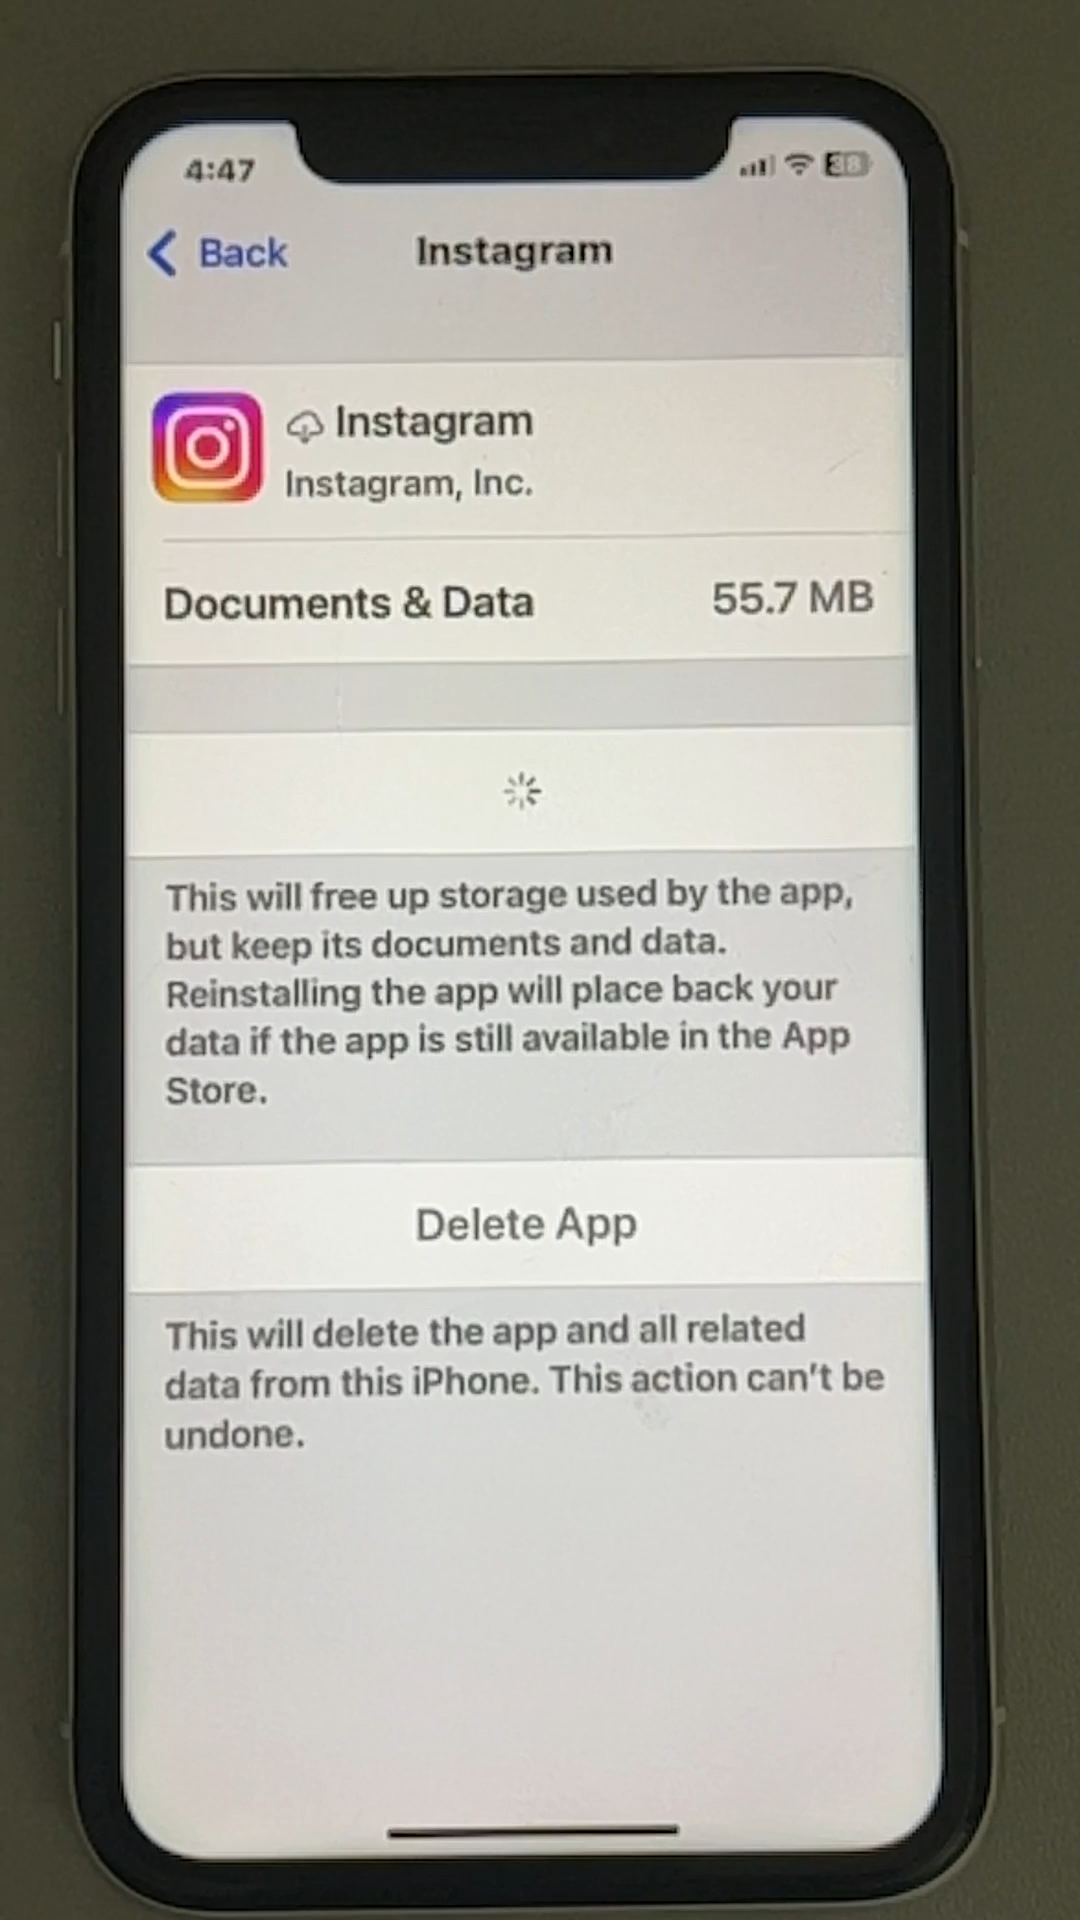 4:47
38
Back
Instagram
Instagram
Instagram, Inc.
Documents & Data
55.7 MB
This will free up storage used by the app,
but keep its documents and data.
Reinstalling the app will place back your
data if the app is still available in the App
Store.
Delete App
This will delete the app and all related
data from this iPhone. This action can't be
undone.